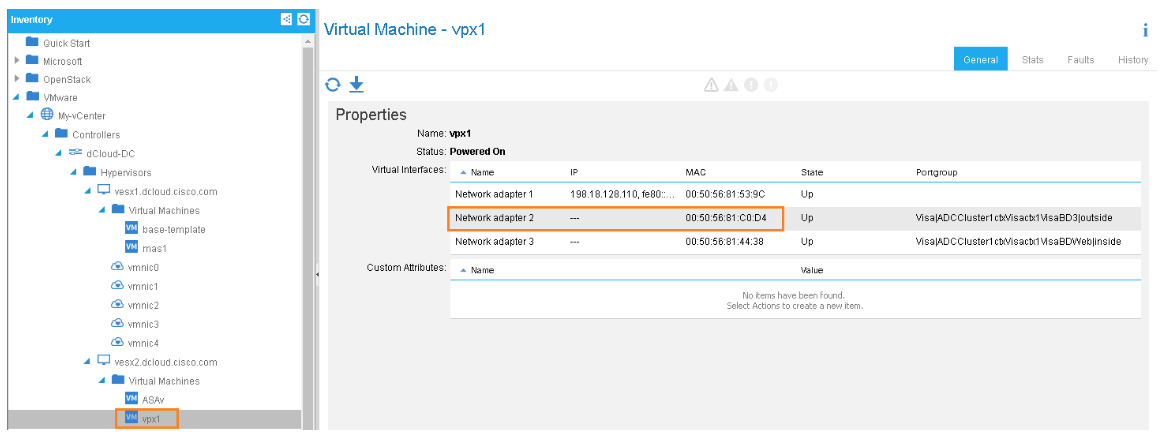 Inventory
Quick Start
Microsoft
OpenStack
VMware
My-vCenter
Controllers
dCloud-DC
Hypervisors
vesx1.dcloud.cisco.com
Virtual Machines
VM base-template
VM mas1
vmnic0
vmnic1
vmnic2
vmnic3
vmnic4
vesx2.dcloud.cisco.com
Virtual Machines
VM ASAv
VM vpx1
Virtual Machine - vpx1
i
General Stats Faults History
Properties
Name: vpx1
Status: Powered On
Virtual Interfaces:
Name IP MAC State Portgroup
Network adapter 1 198.18.128.110, fe80::... 00:50:56:81:53:9C Up
Network adapter 2 --- 00:50:56:81:C0:D4 Up Visa|ADCCluster1ctxVisactx1VisaBD3|outside
Network adapter 3 --- 00:50:56:81:44:38 Up Visa|ADCCluster1ctxVisactx1VisaBDWeb|inside
Custom Attributes:
Name Value
No items have been found.
Select Actions to create a new item.